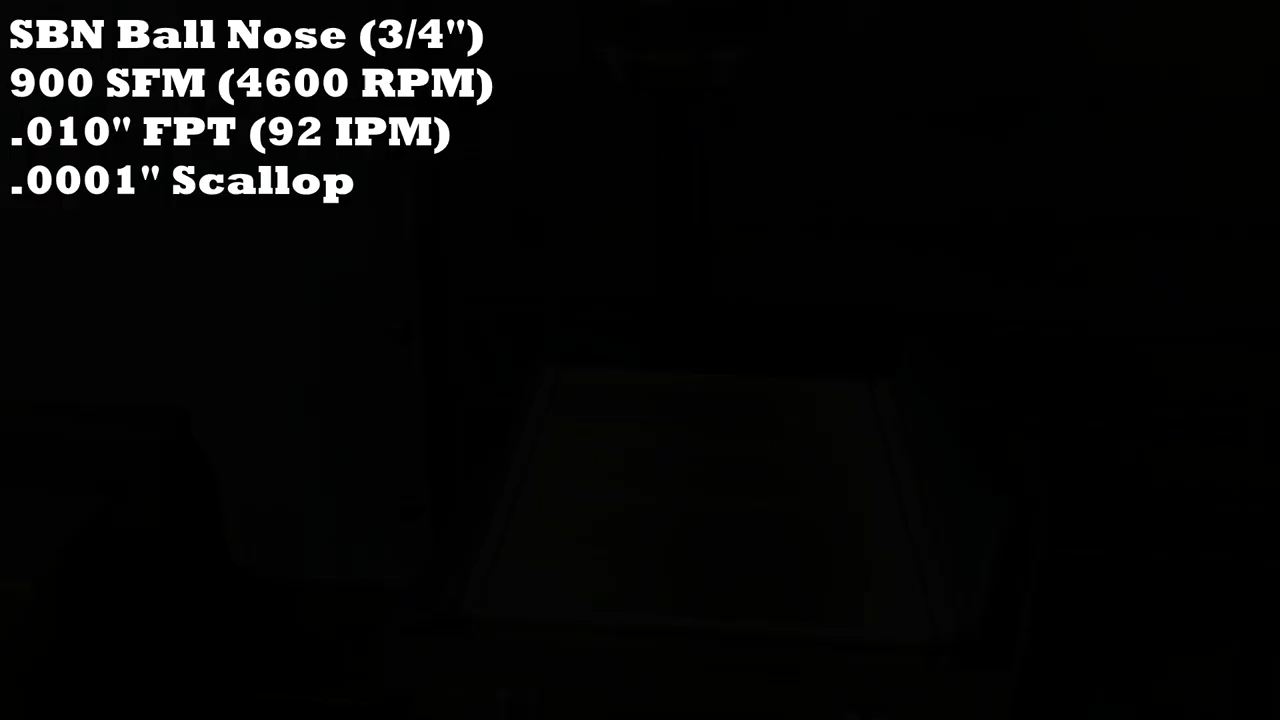 SBN Ball Nose (3/4")
900 SFM (4600 RPM)
.010" FPT (92 IPM)
.0001" Scallop